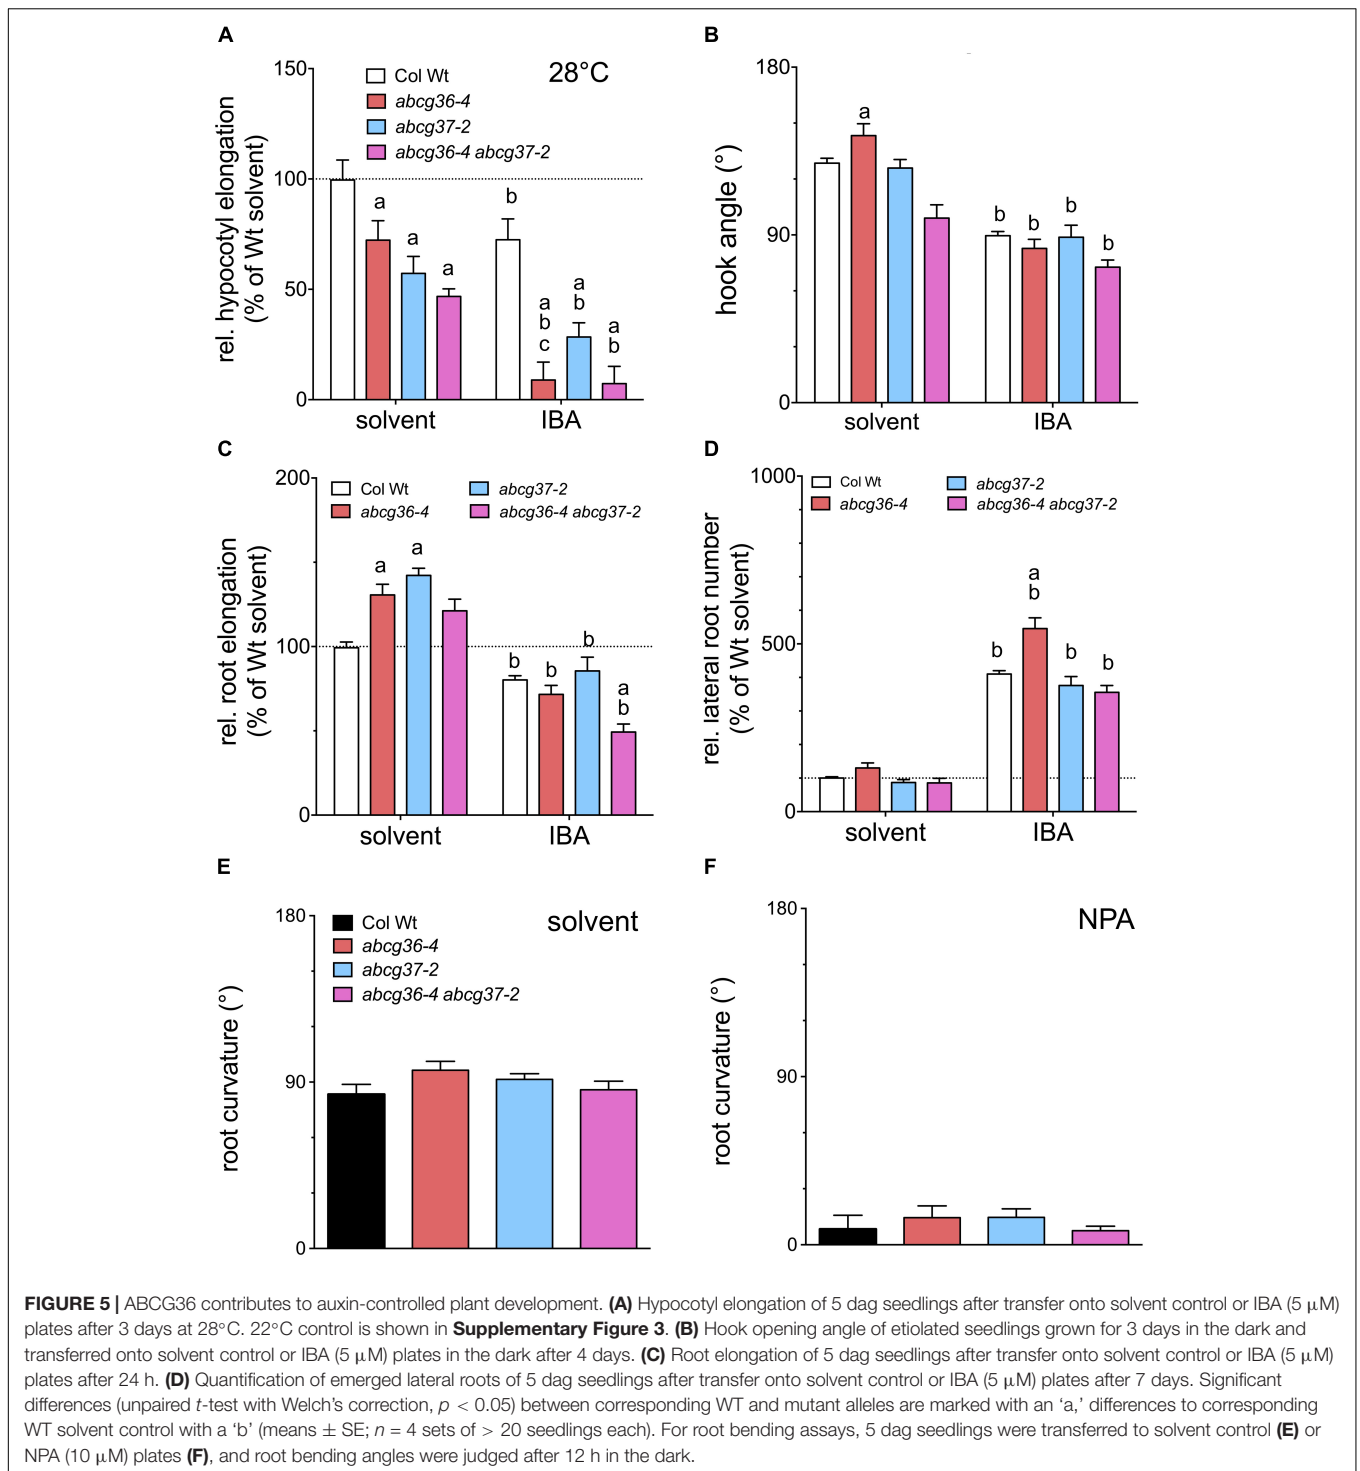 A
28°C
150
100
50
0
rel. hypocotyl elongation
(% of Wt solvent)
Col Wt
abcg36-4
abcg37-2
abcg36-4 abcg37-2
a
a
a
b
a
b
c
a
b
a
b
solvent
IBA
B
180
90
0
hook angle (°)
a
b
b
b
b
solvent
IBA
C
200
100
0
rel. root elongation
(% of Wt solvent)
Col Wt
abcg36-4
abcg37-2
abcg36-4 abcg37-2
a
a
b
b
b
a
b
solvent
IBA
D
1000
500
0
rel. lateral root number
(% of Wt solvent)
Col Wt
abcg36-4
abcg37-2
abcg36-4 abcg37-2
b
a
b
b
b
solvent
IBA
E
solvent
180
90
0
root curvature (°)
Col Wt
abcg36-4
abcg37-2
abcg36-4 abcg37-2
F
NPA
180
90
0
root curvature (°)
FIGURE 5 | ABCG36 contributes to auxin-controlled plant development. (A) Hypocotyl elongation of 5 dag seedlings after transfer onto solvent control or IBA (5 μM)
plates after 3 days at 28°C. 22°C control is shown in Supplementary Figure 3. (B) Hook opening angle of etiolated seedlings grown for 3 days in the dark and
transferred onto solvent control or IBA (5 μM) plates in the dark after 4 days. (C) Root elongation of 5 dag seedlings after transfer onto solvent control or IBA (5 μM)
plates after 24 h. (D) Quantification of emerged lateral roots of 5 dag seedlings after transfer onto solvent control or IBA (5 μM) plates after 7 days. Significant
differences (unpaired t-test with Welch's correction, p < 0.05) between corresponding WT and mutant alleles are marked with an 'a,' differences to corresponding
WT solvent control with a 'b' (means ± SE; n = 4 sets of > 20 seedlings each). For root bending assays, 5 dag seedlings were transferred to solvent control (E) or
NPA (10 μM) plates (F), and root bending angles were judged after 12 h in the dark.